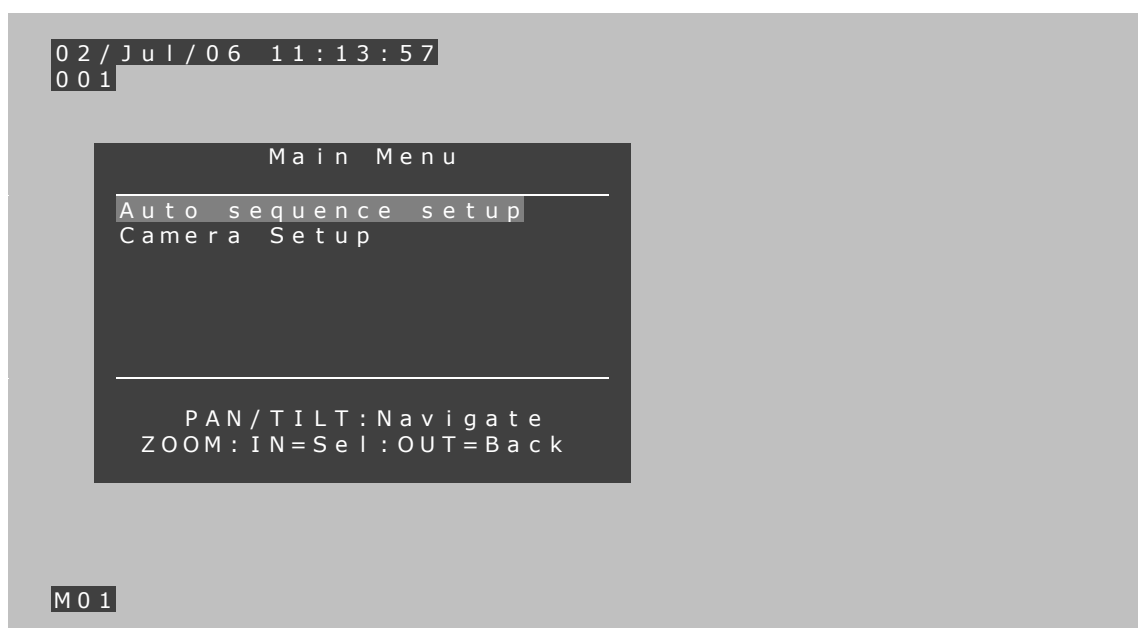 02/Jul/06 11:13:57
001
Main Menu
Auto sequence setup
Camera Setup
PAN/TILT:Navigate
ZOOM:IN=Sel:OUT=Back
M01